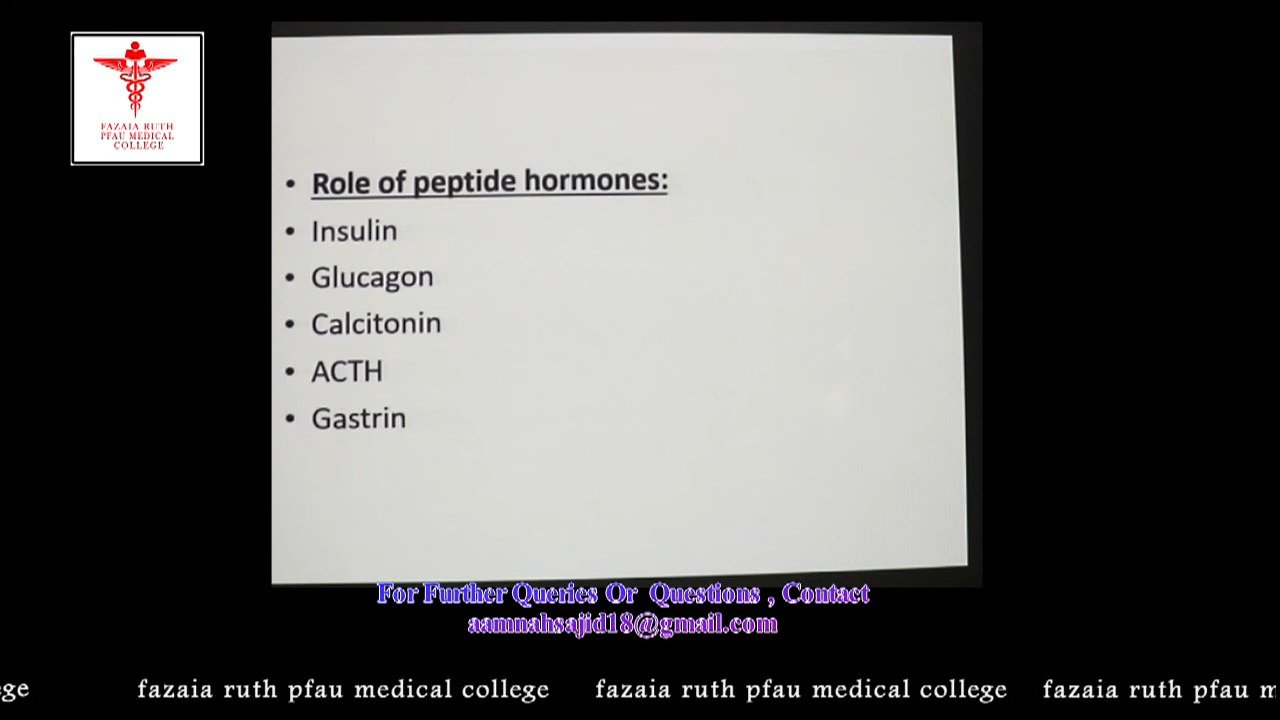 FAZAIA RUTH
PFAU MEDICAL
COLLEGE
• Role of peptide hormones:
• Insulin
• Glucagon
• Calcitonin
• ACTH
• Gastrin
For Further Queries Or Questions , Contact
aamnahsajid18@gmail.com
ge fazaia ruth pfau medical college fazaia ruth pfau medical college fazaia ruth pfau m